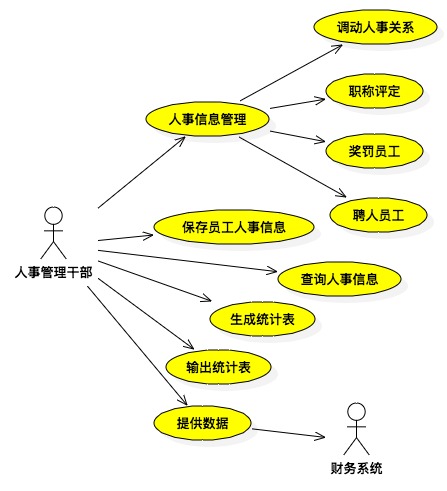 调动人事关系
职称评定
人事信息管理
奖罚员工
聘人员工
保存员工人事信息
人事管理干部
查询人事信息
生成统计表
输出统计表
提供数据
财务系统